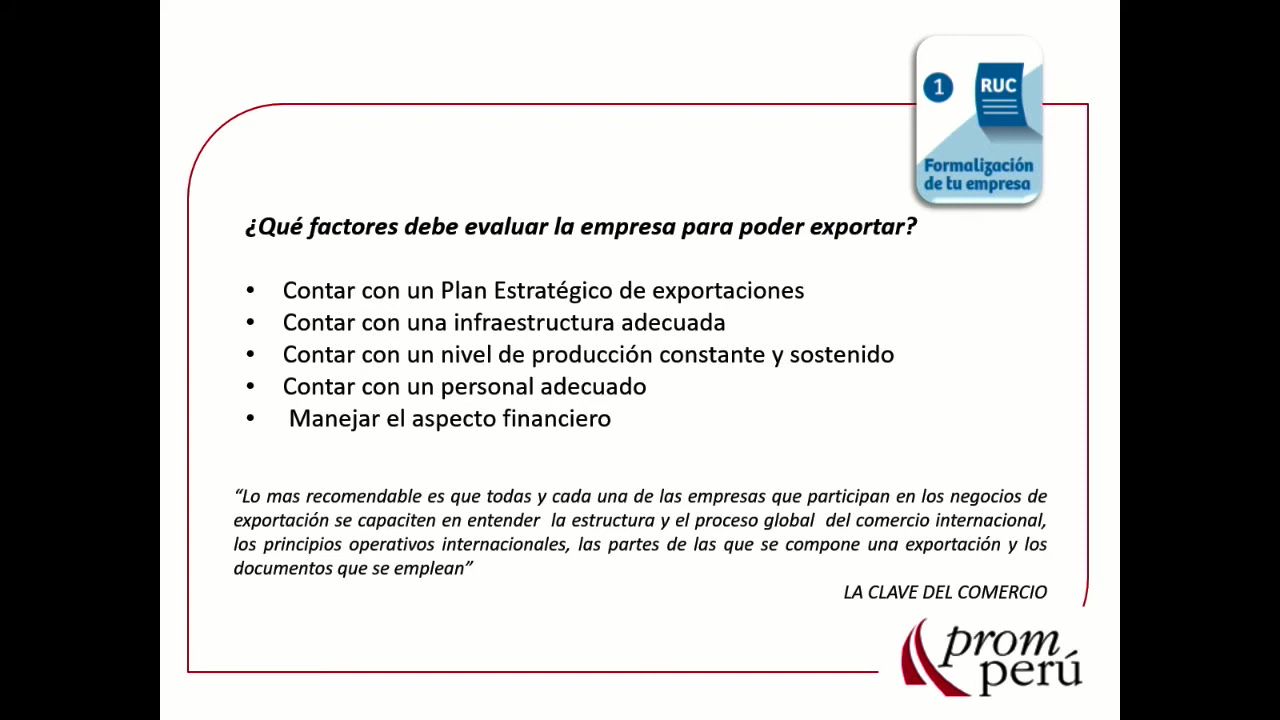 1
RUC
Formalización
de tu empresa
¿Qué factores debe evaluar la empresa para poder exportar?
• Contar con un Plan Estratégico de exportaciones
• Contar con una infraestructura adecuada
• Contar con un nivel de producción constante y sostenido
• Contar con un personal adecuado
• Manejar el aspecto financiero
“Lo mas recomendable es que todas y cada una de las empresas que participan en los negocios de
exportación se capaciten en entender la estructura y el proceso global del comercio internacional,
los principios operativos internacionales, las partes de las que se compone una exportación y los
documentos que se emplean”
LA CLAVE DEL COMERCIO
prom
perú